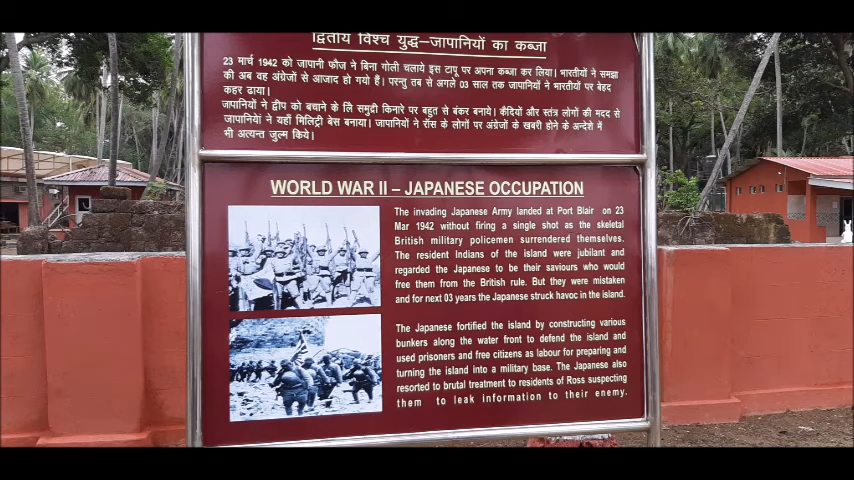 द्वितीय विश्च युद्ध–जापानियों का कब्जा
23 मार्च 1942 को जापानी फौज ने बिना गोली चलाये इस टापू पर अपना कब्जा कर लिया। भारतीयों ने समझा
की अब वह अंग्रेजों से आजाद हो गयो हैं। परन्तु तब से अगले 03 साल तक जापानियों ने भारतीयों पर बेहद
कहर ढाया।
जापानियों ने द्वीप को बचाने के लिे समुद्री किनारे पर बहुत से बंकर बनाये। कैदियों और स्तंत्र लोगों की मदद से
जापानियों ने यहाँ मिलिट्री बेस बनाया। जापानियों ने रॉस के लोगों पर अंग्रेजों के खबरी होने के अन्देशे में
भी अत्यन्त जुल्म किये।
WORLD WAR II – JAPANESE OCCUPATION
The invading Japanese Army landed at Port Blair on 23
Mar 1942 without firing a single shot as the skeletal
British military policemen surrendered themselves.
The resident Indians of the island were jubilant and
regarded the Japanese to be their saviours who would
free them from the British rule. But they were mistaken
and for next 03 years the Japanese struck havoc in the island.
The Japanese fortified the island by constructing various
bunkers along the water front to defend the island and
used prisoners and free citizens as labour for preparing and
turning the island into a military base. The Japanese also
resorted to brutal treatment to residents of Ross suspecting
them to leak information to their enemy.